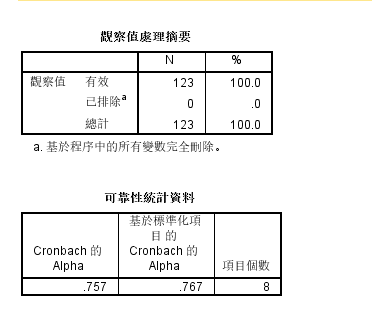 觀察值處理摘要
N %
觀察值 有效 123 100.0
已排除a 0 .0
總計 123 100.0
a. 基於程序中的所有變數完全刪除。
可靠性統計資料
Cronbach 的 Alpha 基於標準化項目的 Cronbach 的 Alpha 項目個數
.757 .767 8